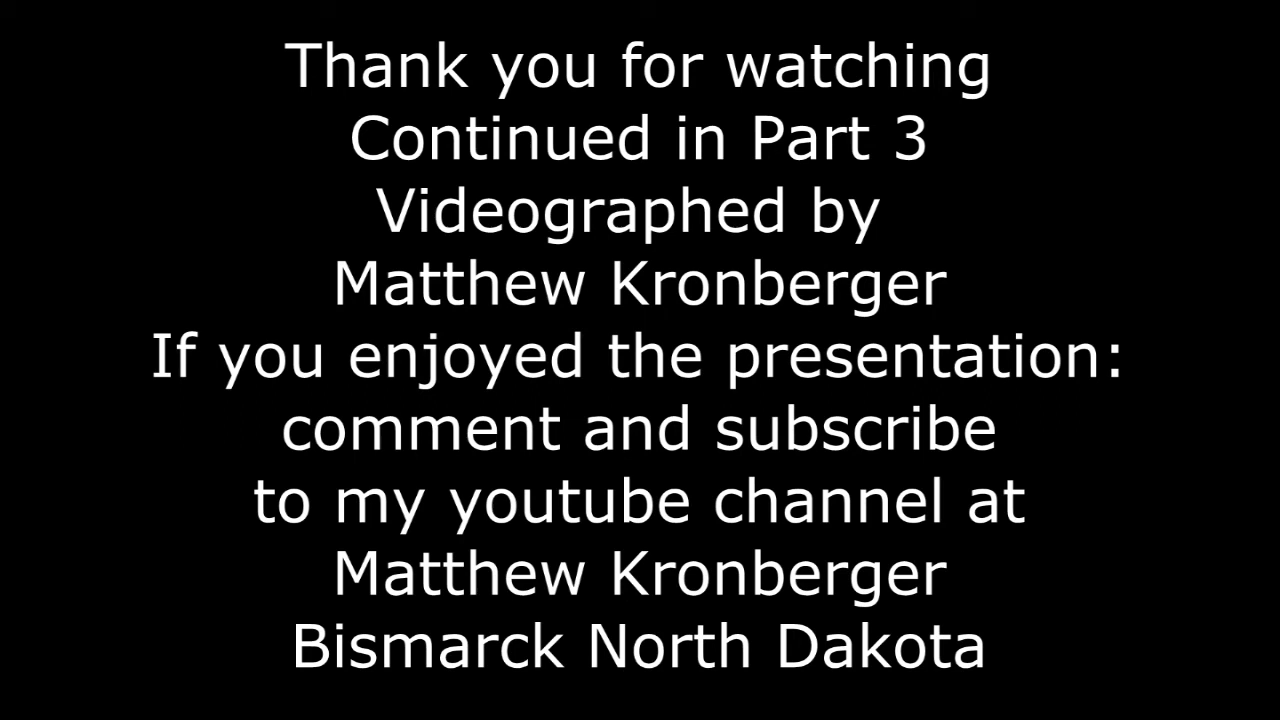 Thank you for watching
Continued in Part 3
Videographed by
Matthew Kronberger
If you enjoyed the presentation:
comment and subscribe
to my youtube channel at
Matthew Kronberger
Bismarck North Dakota